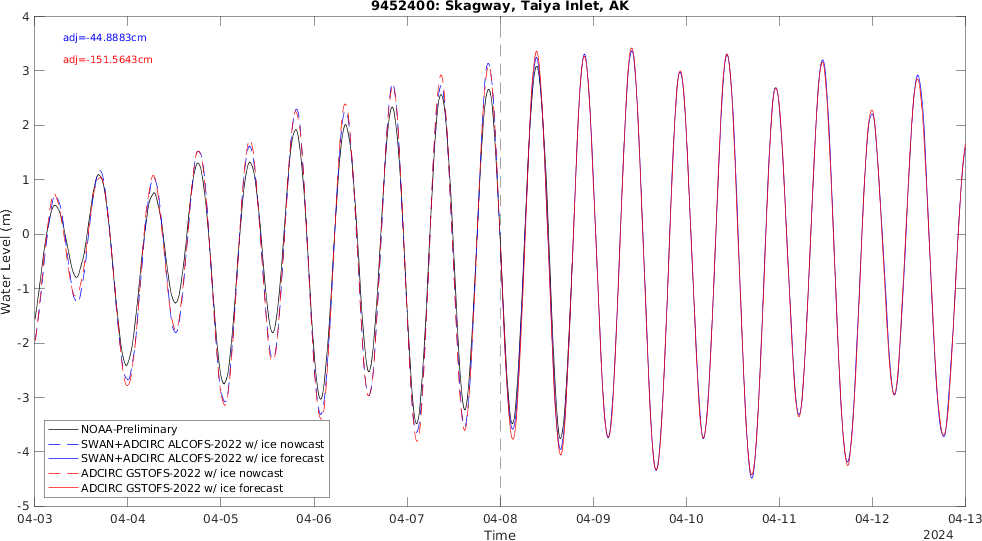 9452400: Skagway, Taiya Inlet, AK
adj=-44.8883cm
adj=-151.5643cm
Water Level (m)
4
3
2
1
0
-1
-2
-3
-4
-5
NOAA-Preliminary
SWAN+ADCIRC ALCOFS-2022 w/ ice nowcast
SWAN+ADCIRC ALCOFS-2022 w/ ice forecast
ADCIRC GSTOFS-2022 w/ ice nowcast
ADCIRC GSTOFS-2022 w/ ice forecast
04-03 04-04 04-05 04-06 04-07 04-08 04-09 04-10 04-11 04-12 04-13
Time
2024